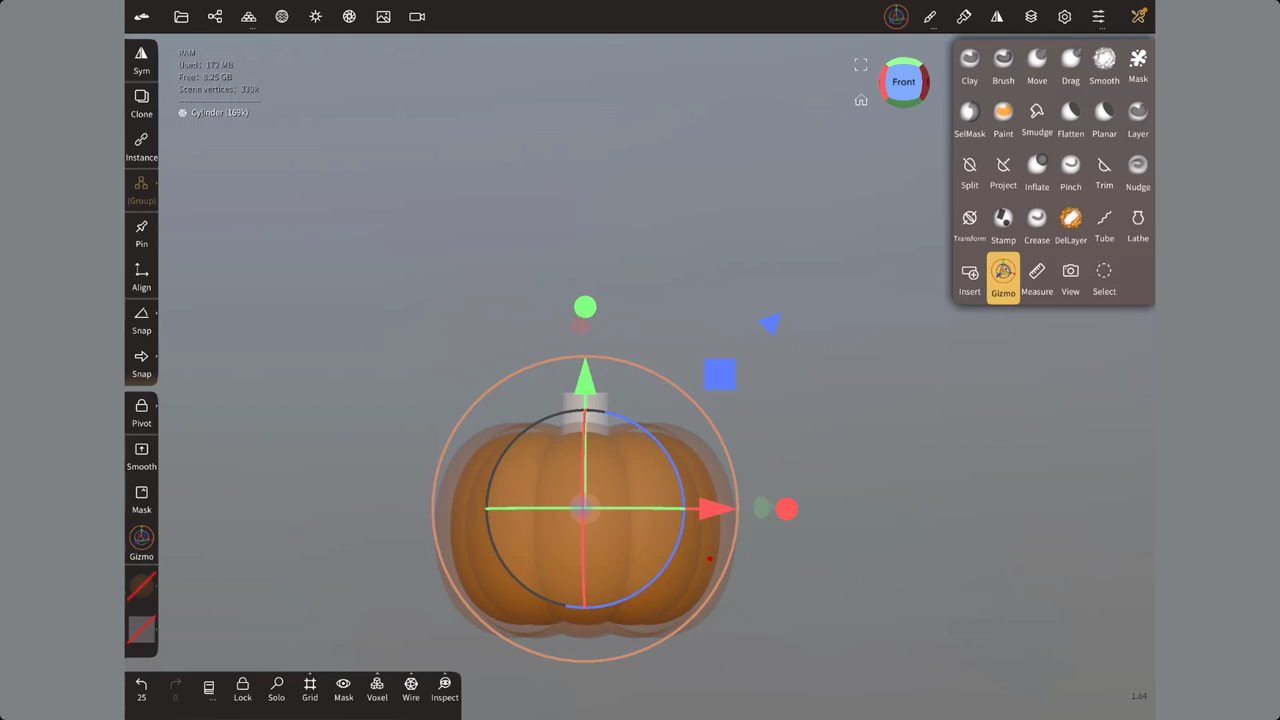 RAM
Used: 172 MB
Free: 8.25 GB
Scene vertices: 339k
Cylinder (169k)
Front
Sym
Clone
Instance
(Group)
Pin
Align
Snap
Snap
Pivot
Smooth
Mask
Gizmo
Clay Brush Move Drag Smooth Mask
SelMask Paint Smudge Flatten Planar Layer
Split Project Inflate Pinch Trim Nudge
Transform Stamp Crease DelLayer Tube Lathe
Insert Gizmo Measure View Select
25 0 ... Lock Solo Grid Mask Voxel Wire Inspect
1.84